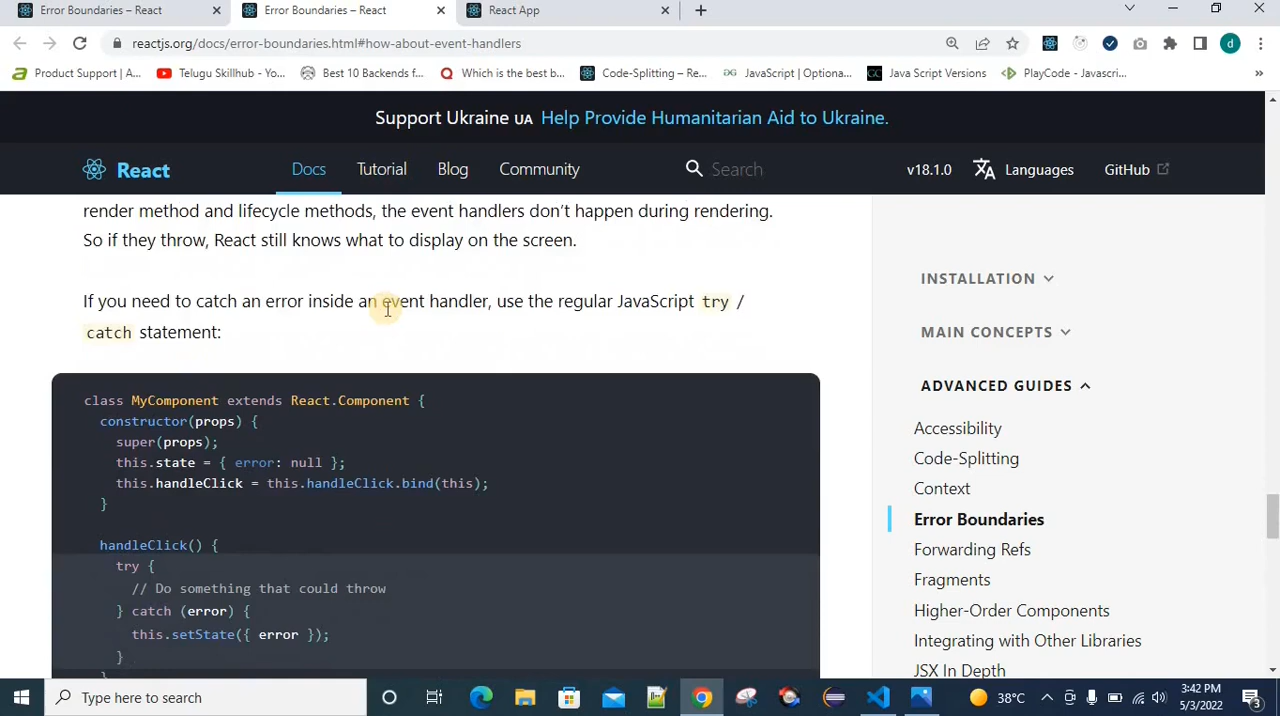 Error Boundaries – React
Error Boundaries – React
React App
reactjs.org/docs/error-boundaries.html#how-about-event-handlers
d
Product Support | A...
Telugu Skillhub - Yo...
Best 10 Backends f...
Which is the best b...
Code-Splitting – Re...
JavaScript | Optiona...
Java Script Versions
PlayCode - Javascri...
»
Support Ukraine UA Help Provide Humanitarian Aid to Ukraine.
React
Docs
Tutorial
Blog
Community
Search
v18.1.0
Languages
GitHub
render method and lifecycle methods, the event handlers don’t happen during rendering.
So if they throw, React still knows what to display on the screen.
If you need to catch an error inside an event handler, use the regular JavaScript try /
catch statement:
class MyComponent extends React.Component {
constructor(props) {
super(props);
this.state = { error: null };
this.handleClick = this.handleClick.bind(this);
}
handleClick() {
try {
// Do something that could throw
} catch (error) {
this.setState({ error });
}
INSTALLATION
MAIN CONCEPTS
ADVANCED GUIDES
Accessibility
Code-Splitting
Context
Error Boundaries
Forwarding Refs
Fragments
Higher-Order Components
Integrating with Other Libraries
JSX In Depth
Type here to search
38°C
3:42 PM
5/3/2022
3